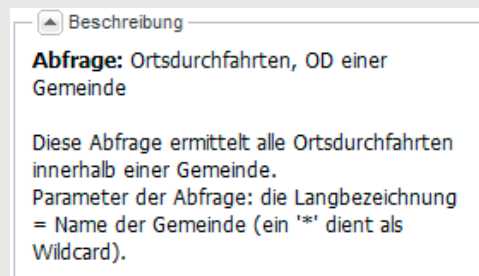 Beschreibung
Abfrage: Ortsdurchfahrten, OD einer
Gemeinde
Diese Abfrage ermittelt alle Ortsdurchfahrten
innerhalb einer Gemeinde.
Parameter der Abfrage: die Langbezeichnung
= Name der Gemeinde (ein '*' dient als
Wildcard).